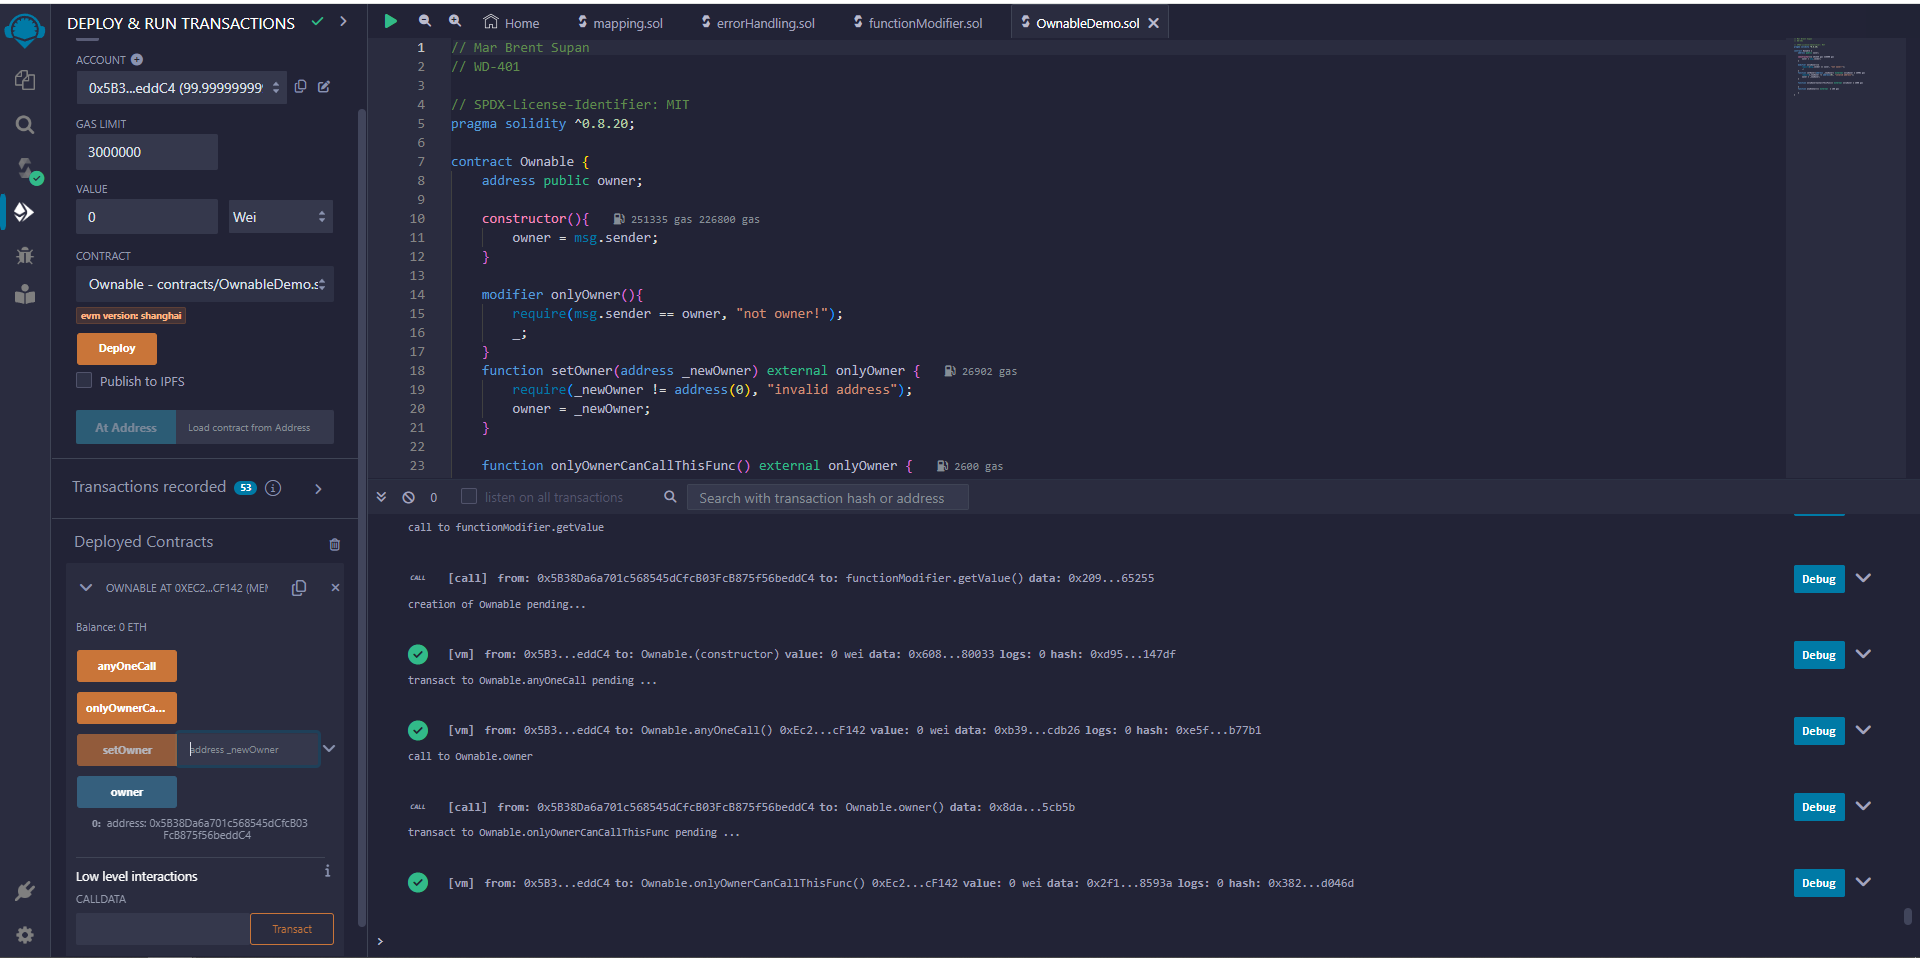 DEPLOY & RUN TRANSACTIONS
ACCOUNT
0x5B3...eddC4 (99.99999999
GAS LIMIT
3000000
VALUE
0
Wei
CONTRACT
Ownable - contracts/OwnableDemo.s
evm version: shanghai
Deploy
Publish to IPFS
At Address
Load contract from Address
Transactions recorded 53
Deployed Contracts
OWNABLE AT 0XEC2...CF142 (MEM
Balance: 0 ETH
anyOneCall
onlyOwnerCa...
setOwner
address _newOwner
owner
0: address: 0x5B38Da6a701c568545dCfcB03
FcB875f56beddC4
Low level interactions
CALLDATA
Transact
Home
mapping.sol
errorHandling.sol
functionModifier.sol
OwnableDemo.sol
1 // Mar Brent Supan
2 // WD-401
3
4 // SPDX-License-Identifier: MIT
5 pragma solidity ^0.8.20;
6
7 contract Ownable {
8 address public owner;
9
10 constructor(){ 251335 gas 226800 gas
11 owner = msg.sender;
12 }
13
14 modifier onlyOwner(){
15 require(msg.sender == owner, "not owner!");
16 _;
17 }
18 function setOwner(address _newOwner) external onlyOwner { 26902 gas
19 require(_newOwner != address(0), "invalid address");
20 owner = _newOwner;
21 }
22
23 function onlyOwnerCanCallThisFunc() external onlyOwner { 2600 gas
0
listen on all transactions
Search with transaction hash or address
call to functionModifier.getValue
CALL [call] from: 0x5B38Da6a701c568545dCfcB03FcB875f56beddC4 to: functionModifier.getValue() data: 0x209...65255
Debug
creation of Ownable pending...
[vm] from: 0x5B3...eddC4 to: Ownable.(constructor) value: 0 wei data: 0x608...80033 logs: 0 hash: 0xd95...147df
Debug
transact to Ownable.anyOneCall pending ...
[vm] from: 0x5B3...eddC4 to: Ownable.anyOneCall() 0xEc2...cF142 value: 0 wei data: 0xb39...cdb26 logs: 0 hash: 0xe5f...b77b1
Debug
call to Ownable.owner
CALL [call] from: 0x5B38Da6a701c568545dCfcB03FcB875f56beddC4 to: Ownable.owner() data: 0x8da...5cb5b
Debug
transact to Ownable.onlyOwnerCanCallThisFunc pending ...
[vm] from: 0x5B3...eddC4 to: Ownable.onlyOwnerCanCallThisFunc() 0xEc2...cF142 value: 0 wei data: 0x2f1...8593a logs: 0 hash: 0x382...d046d
Debug
>